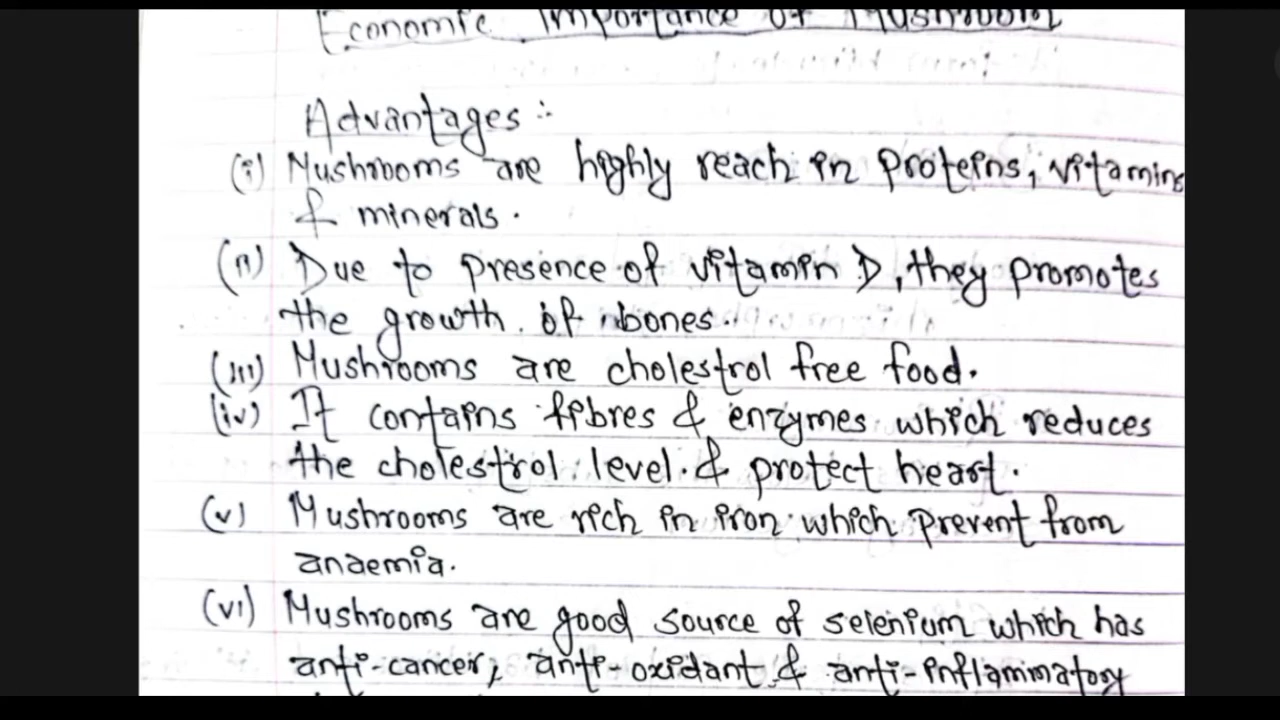 Economic Importance of Mushroom
Advantages :-
(i) Mushrooms are highly reach in proteins, vitamins
& minerals.
(ii) Due to presence of vitamin D, they promotes
the growth of bones.
(iii) Mushrooms are cholestrol free food.
(iv) It contains fibres & enzymes which reduces
the cholestrol level & protect heart.
(v) Mushrooms are rich in iron which prevent from
anaemia.
(vi) Mushrooms are good source of selenium which has
anti-cancer, anti-oxidant & anti-inflammatory